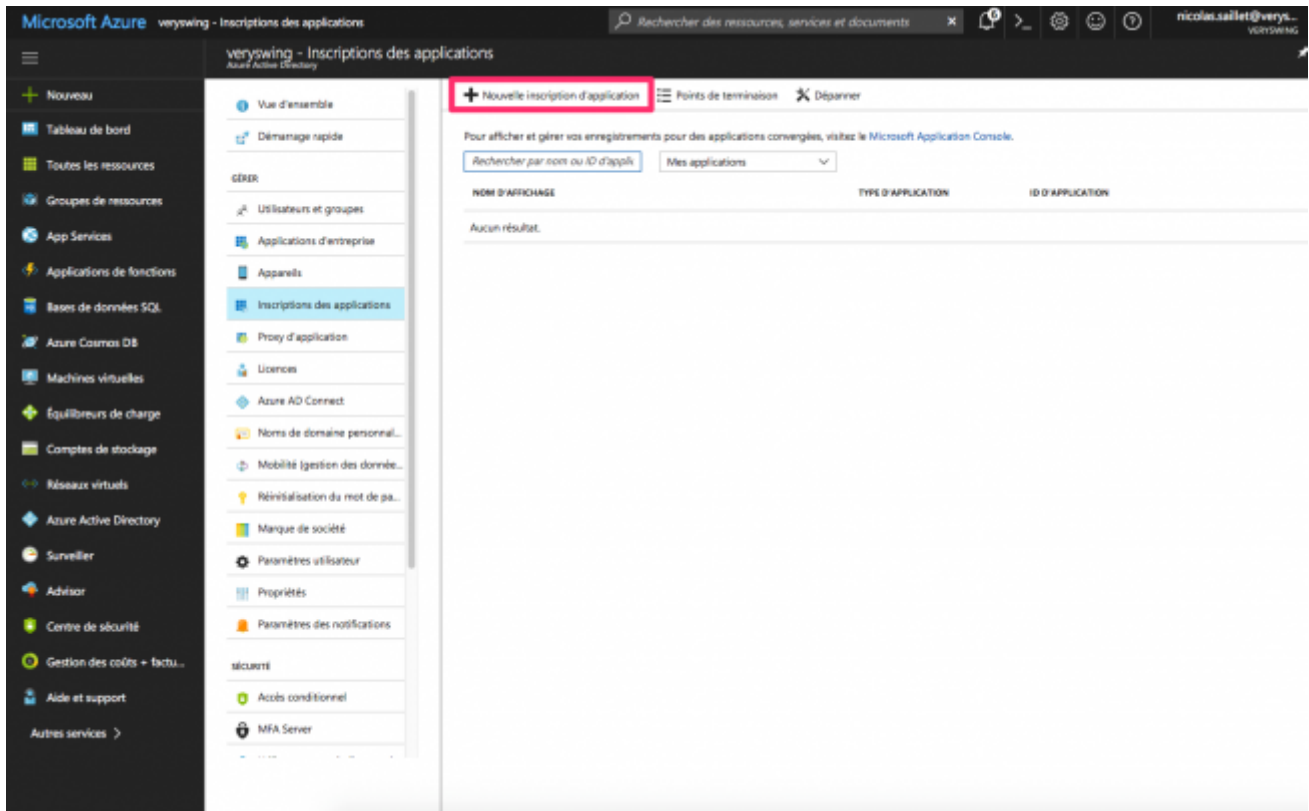 Microsoft Azure veryswing - Inscriptions des applications
Rechercher des ressources, services et documents
nicolas.saillet@verys...
VERYSWING
veryswing - Inscriptions des applications
Azure Active Directory
Nouveau
Tableau de bord
Toutes les ressources
Groupes de ressources
App Services
Applications de fonctions
Bases de données SQL
Azure Cosmos DB
Machines virtuelles
Équilibreurs de charge
Comptes de stockage
Réseaux virtuels
Azure Active Directory
Surveiller
Advisor
Centre de sécurité
Gestion des coûts + factu...
Aide et support
Autres services
Vue d'ensemble
Démarrage rapide
GÉRER
Utilisateurs et groupes
Applications d'entreprise
Appareils
Inscriptions des applications
Proxy d'application
Licences
Azure AD Connect
Noms de domaine personnal...
Mobilité (gestion des donnée...
Réinitialisation du mot de pa...
Marque de société
Paramètres utilisateur
Propriétés
Paramètres des notifications
SÉCURITÉ
Accès conditionnel
MFA Server
Nouvelle inscription d'application Points de terminaison Dépanner
Pour afficher et gérer vos enregistrements pour des applications convergées, visitez le Microsoft Application Console.
Rechercher par nom ou ID d'appli Mes applications
NOM D'AFFICHAGE TYPE D'APPLICATION ID D'APPLICATION
Aucun résultat.